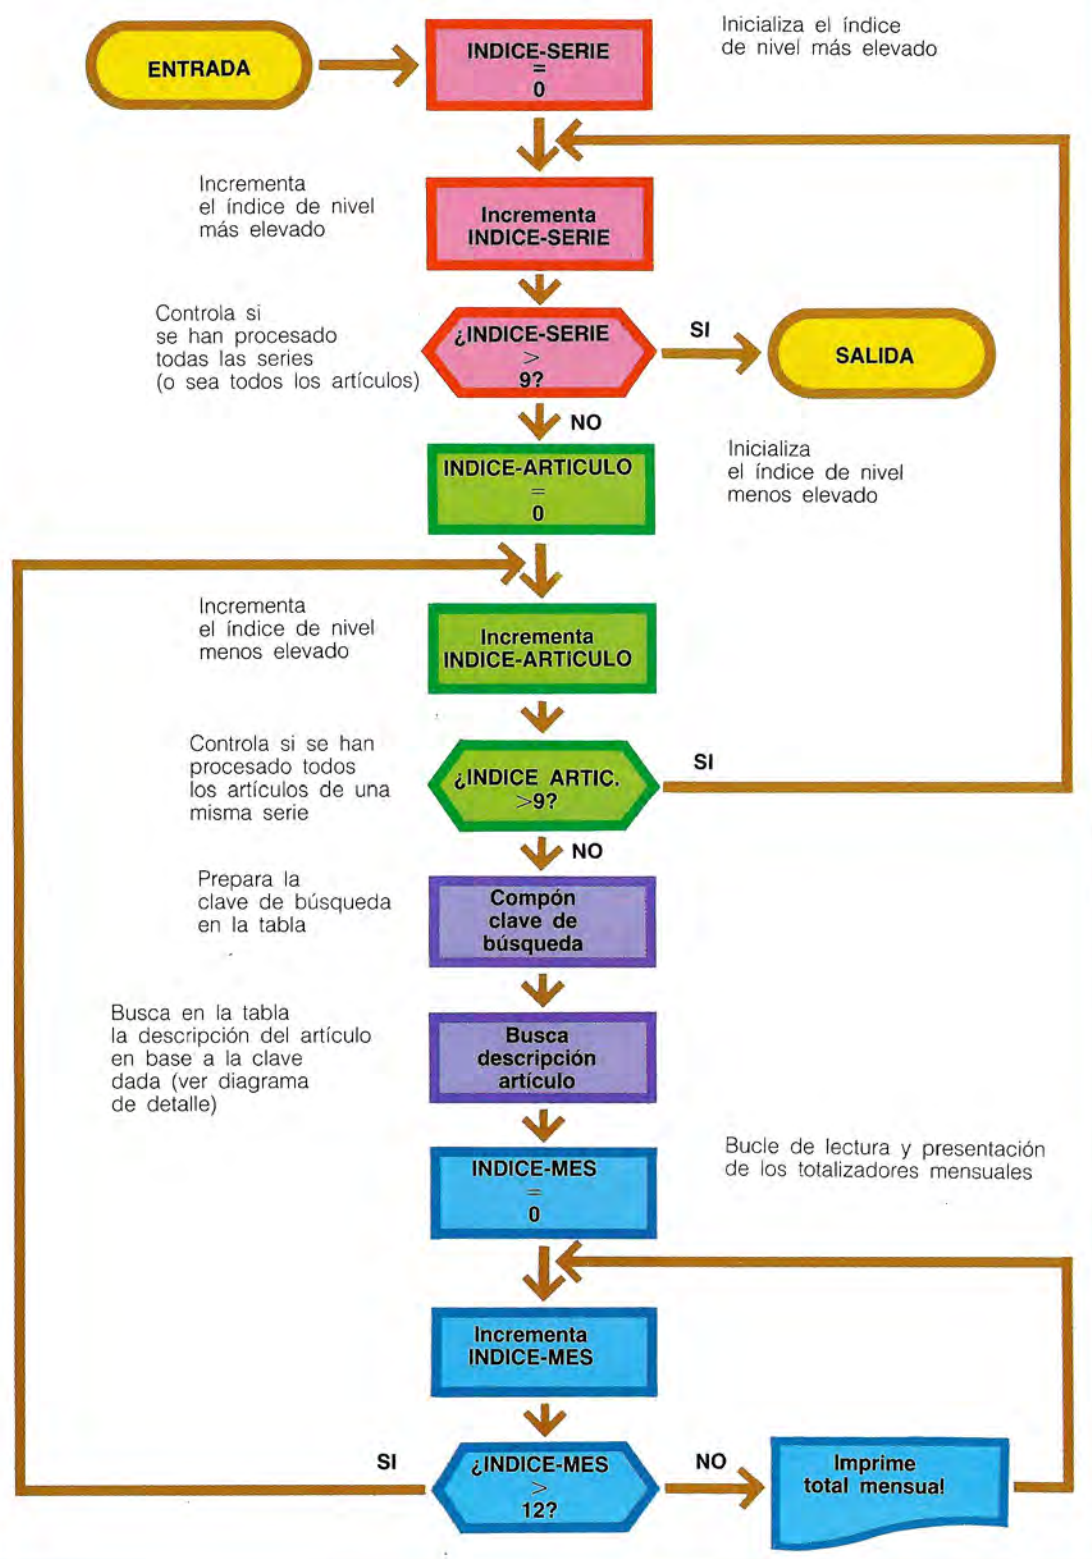 ENTRADA
INDICE-SERIE
=
0
Inicializa el índice
de nivel más elevado
Incrementa
el índice de nivel
más elevado
Incrementa
INDICE-SERIE
Controla si
se han procesado
todas las series
(o sea todos los artículos)
¿INDICE-SERIE
>
9?
SI
SALIDA
NO
INDICE-ARTICULO
=
0
Inicializa
el índice de nivel
menos elevado
Incrementa
el índice de nivel
menos elevado
Incrementa
INDICE-ARTICULO
Controla si se han
procesado todos
los artículos de una
misma serie
¿INDICE ARTIC.
>9?
SI
NO
Prepara la
clave de búsqueda
en la tabla
Compón
clave de
búsqueda
Busca en la tabla
la descripción del artículo
en base a la clave
dada (ver diagrama
de detalle)
Busca
descripción
artículo
INDICE-MES
=
0
Bucle de lectura y presentación
de los totalizadores mensuales
Incrementa
INDICE-MES
SI
¿INDICE-MES
>
12?
NO
Imprime
total mensual